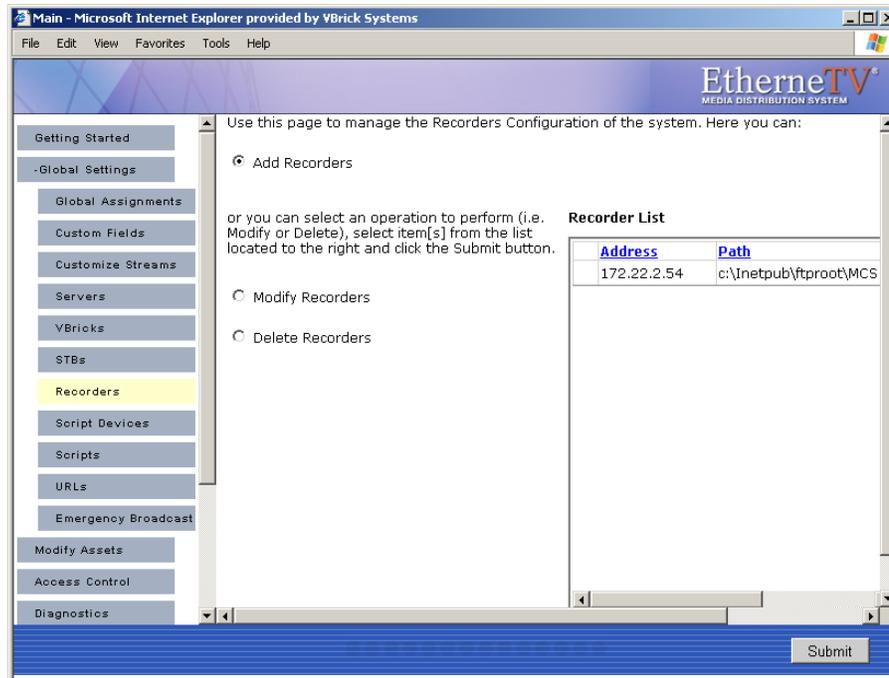 Main - Microsoft Internet Explorer provided by VBrick Systems
File Edit View Favorites Tools Help
EtherneTV®
MEDIA DISTRIBUTION SYSTEM
Getting Started
-Global Settings
Global Assignments
Custom Fields
Customize Streams
Servers
VBricks
STBs
Recorders
Script Devices
Scripts
URLs
Emergency Broadcast
Modify Assets
Access Control
Diagnostics
Use this page to manage the Recorders Configuration of the system. Here you can:
Add Recorders
or you can select an operation to perform (i.e.
Modify or Delete), select item[s] from the list
located to the right and click the Submit button.
Modify Recorders
Delete Recorders
Recorder List
Address Path
172.22.2.54 c:\Inetpub\ftproot\MCS
Submit